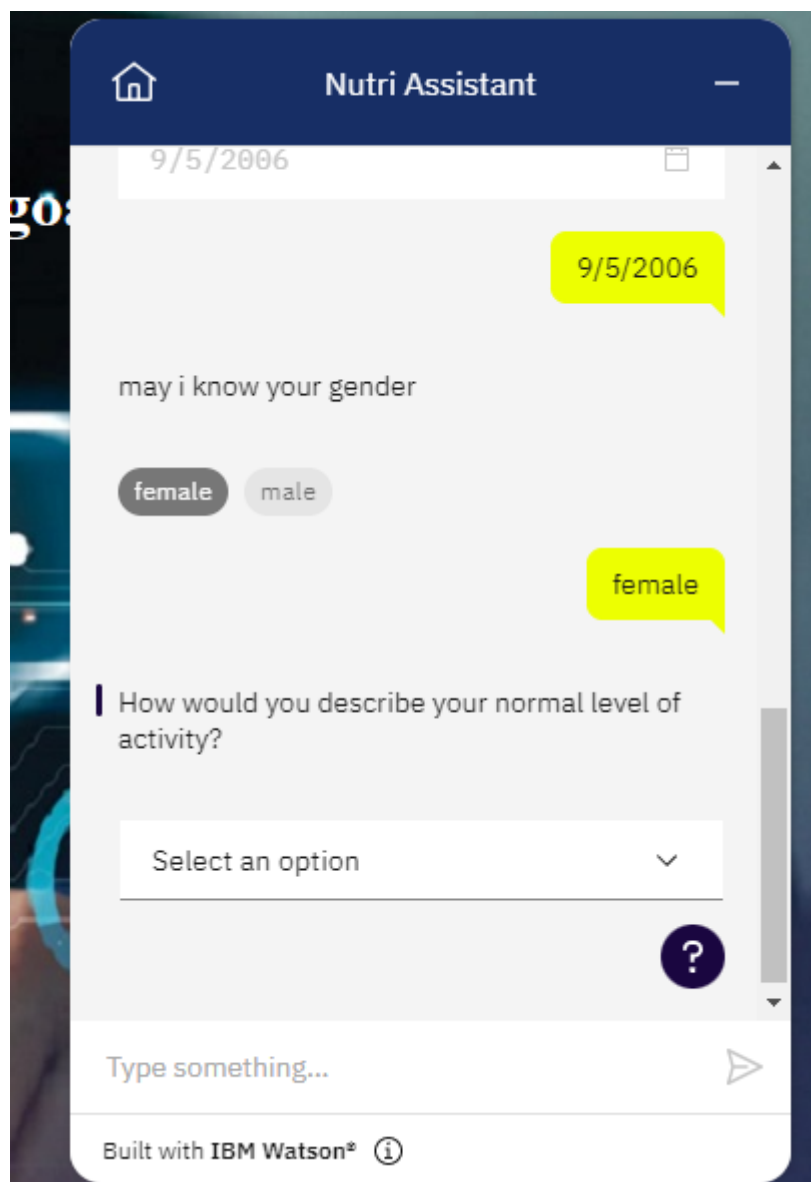 Nutri Assistant
9/5/2006
9/5/2006
may i know your gender
female male
female
How would you describe your normal level of
activity?
Select an option
?
Type something...
Built with IBM Watson®